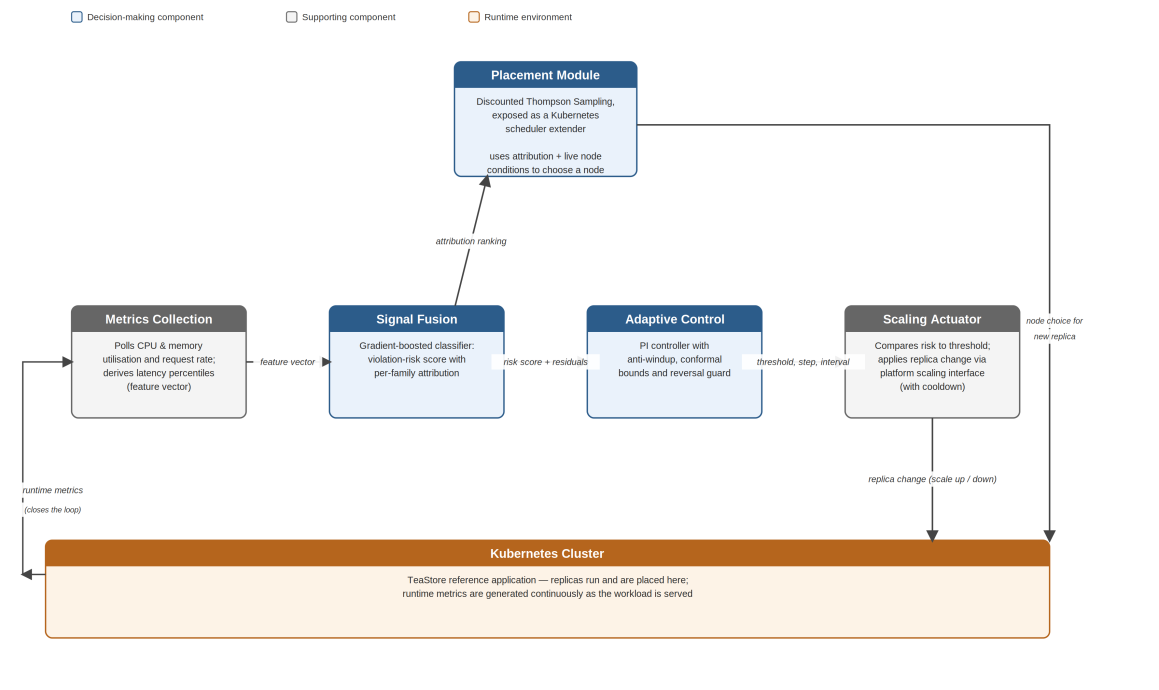 Decision-making component
Supporting component
Runtime environment
Placement Module
Discounted Thompson Sampling,
exposed as a Kubernetes
scheduler extender
uses attribution + live node
conditions to choose a node
attribution ranking
Metrics Collection
Polls CPU & memory
utilisation and request rate;
derives latency percentiles
(feature vector)
feature vector
Signal Fusion
Gradient-boosted classifier:
violation-risk score with
per-family attribution
risk score + residuals
Adaptive Control
PI controller with
anti-windup, conformal
bounds and reversal guard
threshold, step, interval
Scaling Actuator
Compares risk to threshold;
applies replica change via
platform scaling interface
(with cooldown)
node choice for
new replica
replica change (scale up / down)
runtime metrics
(closes the loop)
Kubernetes Cluster
TeaStore reference application — replicas run and are placed here;
runtime metrics are generated continuously as the workload is served